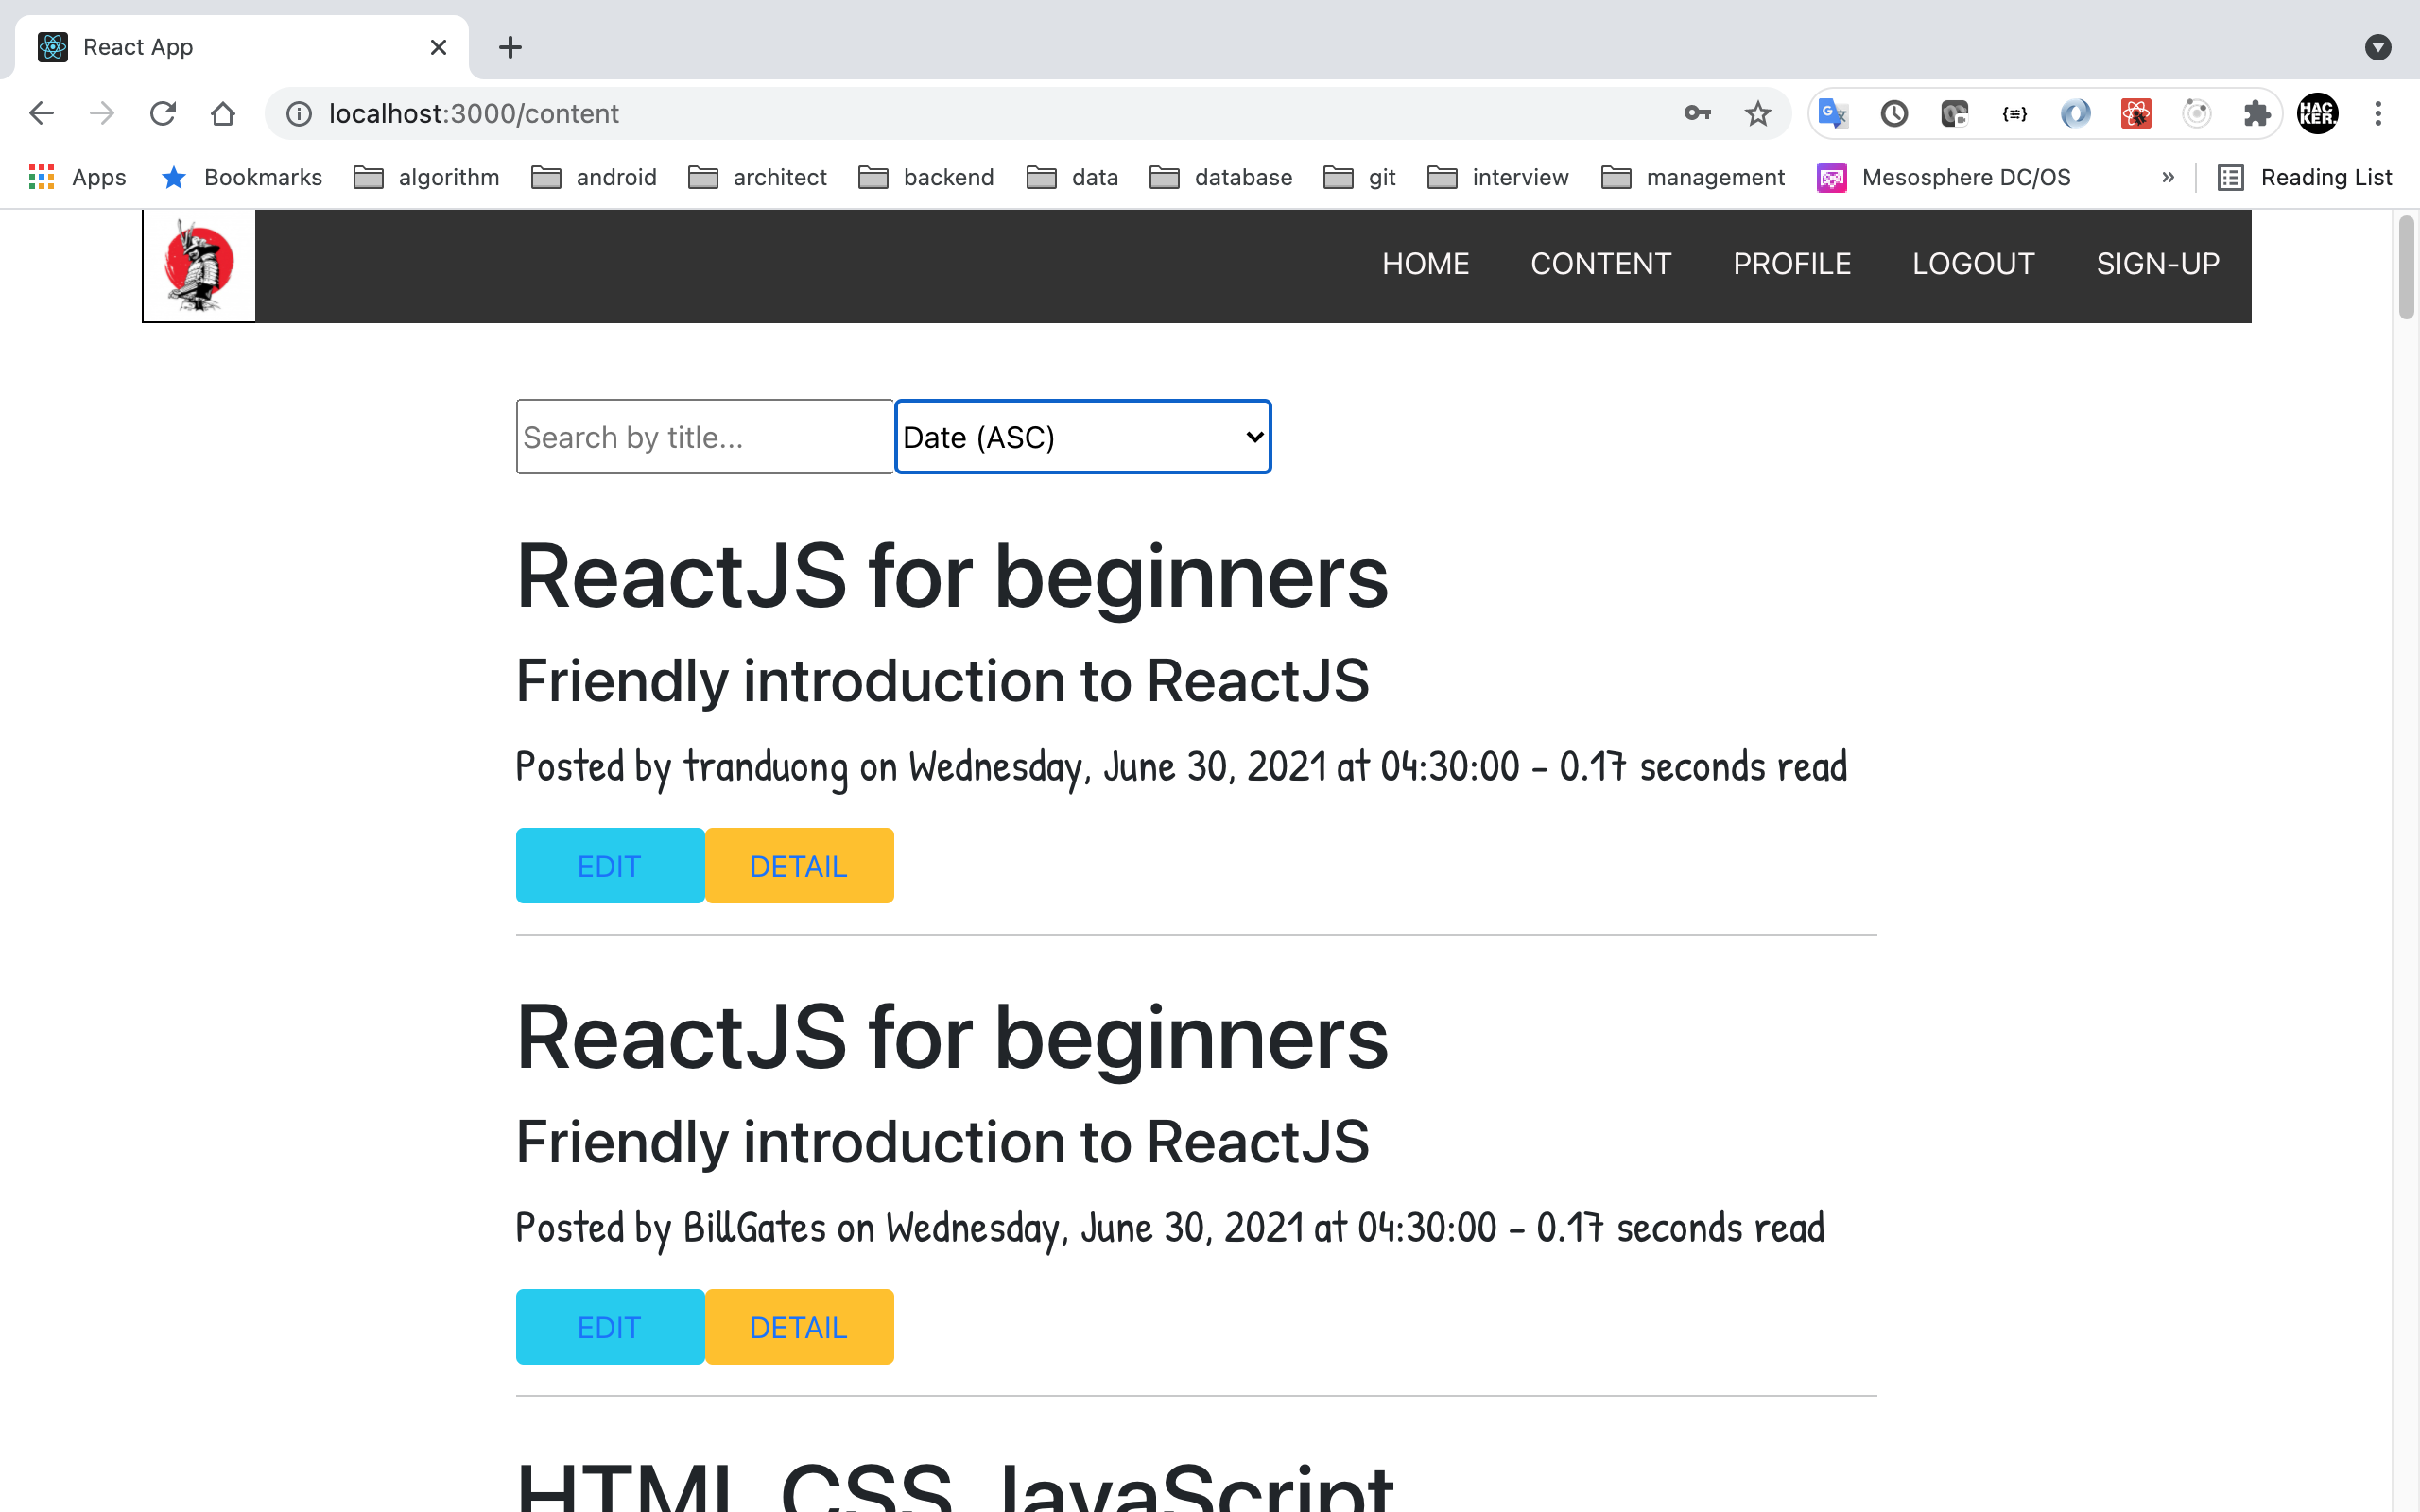 React App
localhost:3000/content
HACKER.
Apps Bookmarks algorithm android architect backend data database git interview management Mesosphere DC/OS » Reading List
HOME CONTENT PROFILE LOGOUT SIGN-UP
Search by title... Date (ASC)
ReactJS for beginners
Friendly introduction to ReactJS
Posted by tranduong on Wednesday, June 30, 2021 at 04:30:00 - 0.17 seconds read
EDIT DETAIL
ReactJS for beginners
Friendly introduction to ReactJS
Posted by BillGates on Wednesday, June 30, 2021 at 04:30:00 - 0.17 seconds read
EDIT DETAIL
HTML CSS JavaScript